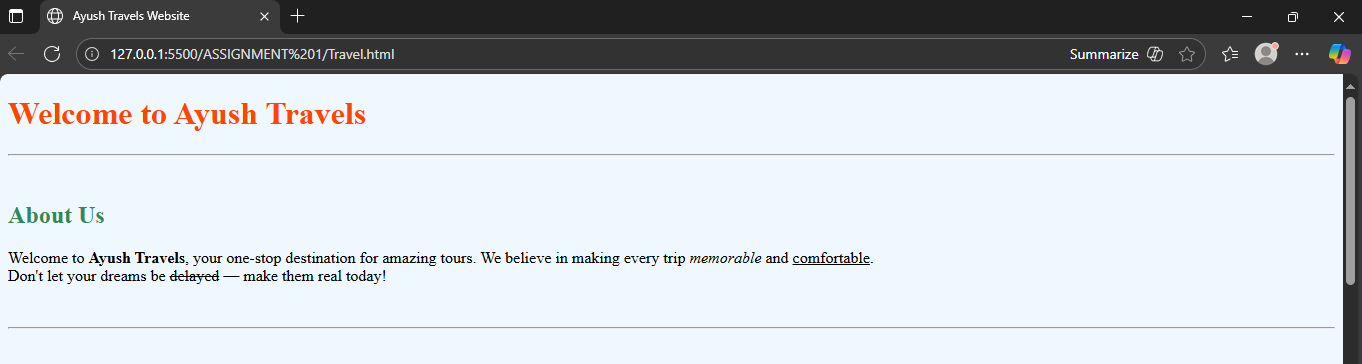 Ayush Travels Website
127.0.0.1:5500/ASSIGNMENT%201/Travel.html
Summarize
Welcome to Ayush Travels
About Us
Welcome to Ayush Travels, your one-stop destination for amazing tours. We believe in making every trip memorable and comfortable.
Don't let your dreams be delayed — make them real today!